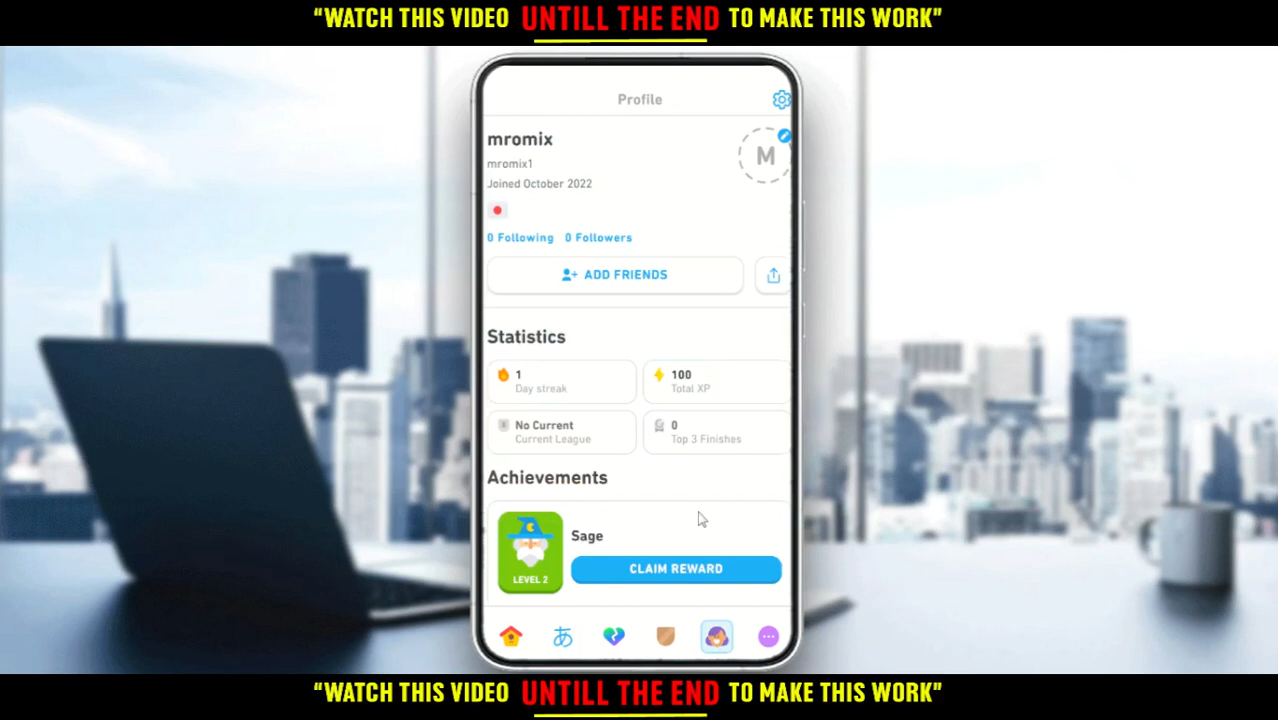 “WATCH THIS VIDEO UNTILL THE END TO MAKE THIS WORK”
Profile
mromix
mromix1
Joined October 2022
M
0 Following 0 Followers
ADD FRIENDS
Statistics
1
Day streak
100
Total XP
No Current
Current League
0
Top 3 Finishes
Achievements
Sage
LEVEL 2
CLAIM REWARD
あ
“WATCH THIS VIDEO UNTILL THE END TO MAKE THIS WORK”